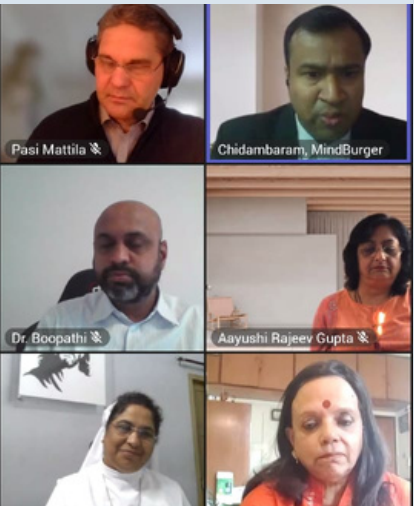 Pasi Mattila
Chidambaram, MindBurger
Dr. Boopathi
Aayushi Rajeev Gupta